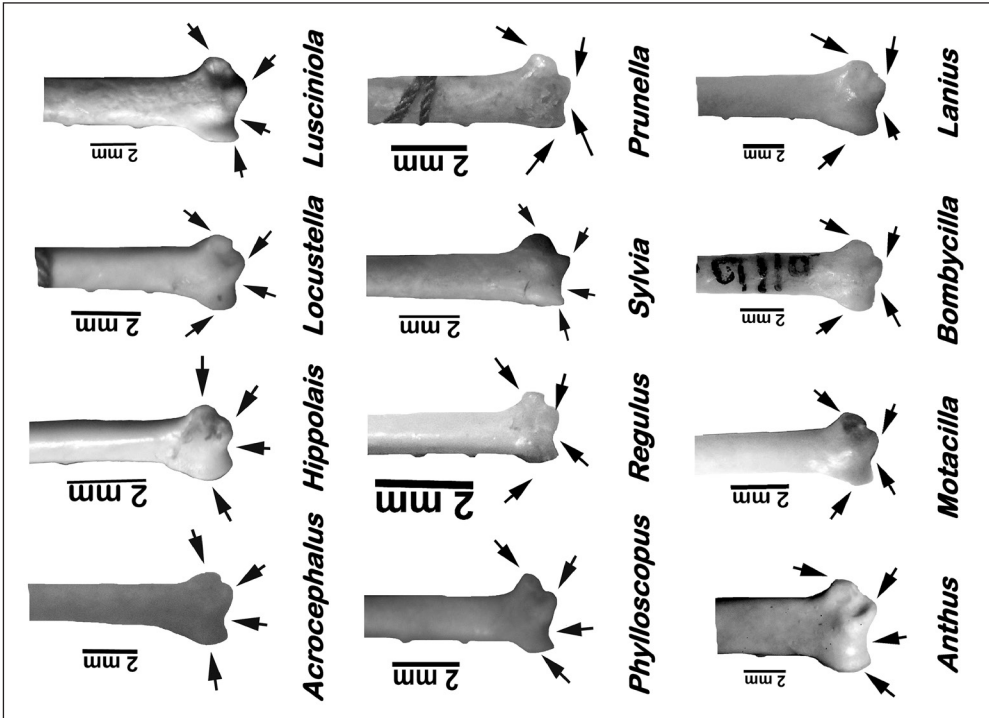 2 mm
Acrocephalus
2 mm
Hippolais
2 mm
Locustella
2 mm
Lusciniola
2 mm
Phylloscopus
2 mm
Regulus
2 mm
Sylvia
2 mm
Prunella
2 mm
Anthus
2 mm
Motacilla
2 mm
Bombycilla
2 mm
Lanius